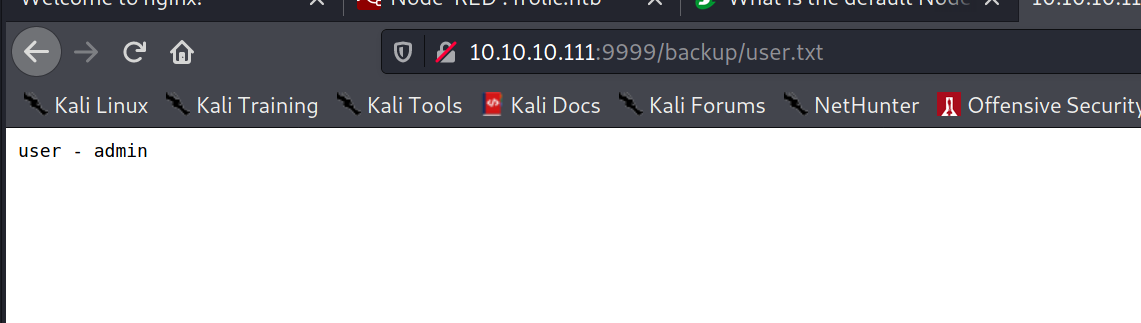 Welcome to nginx!
Node-RED : frolic.htb
What is the default Node
10.10.10.11
10.10.10.111:9999/backup/user.txt
Kali Linux Kali Training Kali Tools Kali Docs Kali Forums NetHunter Offensive Security
user - admin